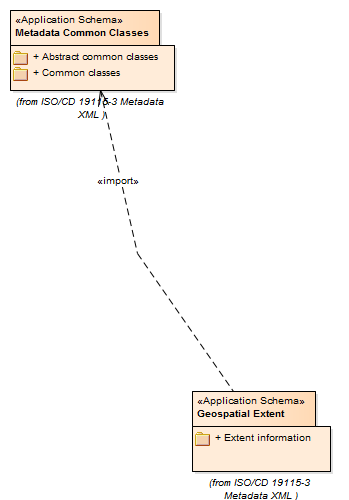 «Application Schema»
Metadata Common Classes
+ Abstract common classes
+ Common classes
(from ISO/CD 19115-3 Metadata
XML )
«import»
«Application Schema»
Geospatial Extent
+ Extent information
(from ISO/CD 19115-3
Metadata XML )